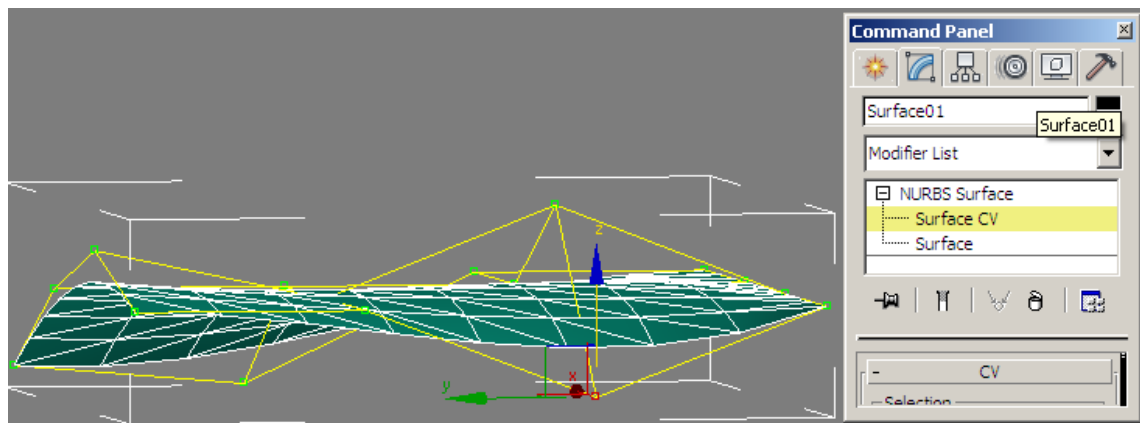 Command Panel
Surface01
Surface01
Modifier List
NURBS Surface
Surface CV
Surface
- CV
Selection
z
x
y